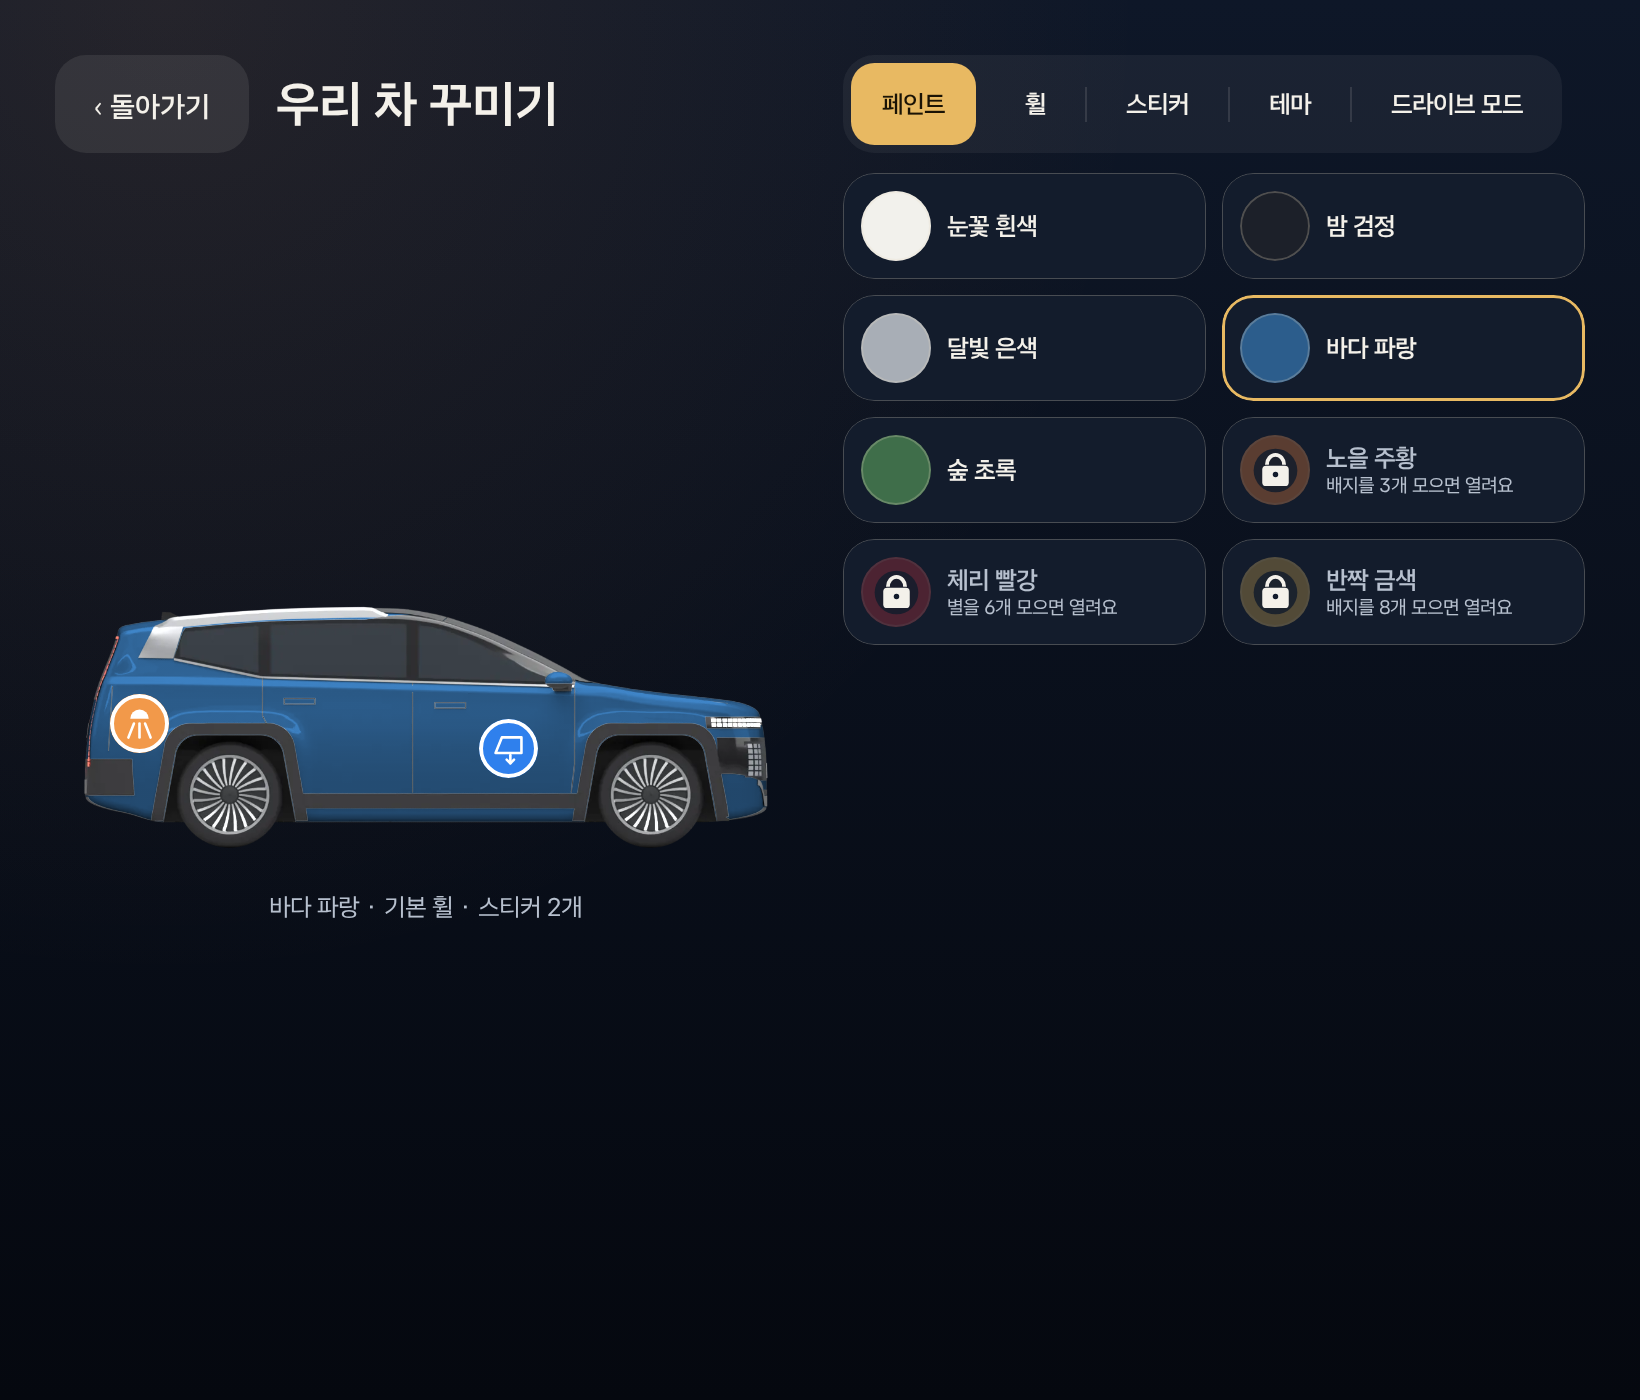 ‹ 돌아가기
우리 차 꾸미기
페인트
휠
스티커
테마
드라이브 모드
눈꽃 흰색
밤 검정
달빛 은색
바다 파랑
숲 초록
노을 주황
배지를 3개 모으면 열려요
체리 빨강
별을 6개 모으면 열려요
반짝 금색
배지를 8개 모으면 열려요
바다 파랑 · 기본 휠 · 스티커 2개